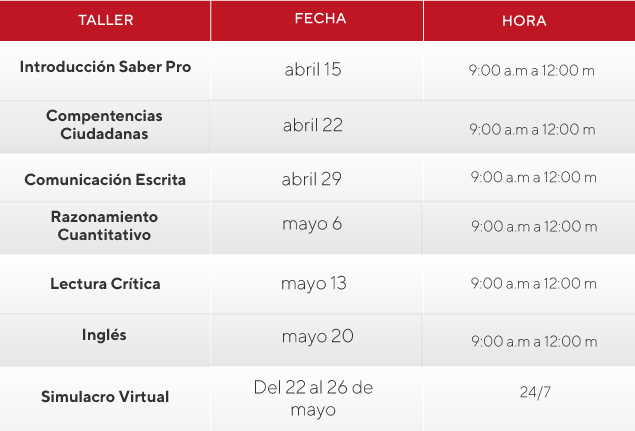 TALLER FECHA HORA
Introducción Saber Pro abril 15 9:00 a.m a 12:00 m
Compentencias
Ciudadanas abril 22 9:00 a.m a 12:00 m
Comunicación Escrita abril 29 9:00 a.m a 12:00 m
Razonamiento
Cuantitativo mayo 6 9:00 a.m a 12:00 m
Lectura Crítica mayo 13 9:00 a.m a 12:00 m
Inglés mayo 20 9:00 a.m a 12:00 m
Simulacro Virtual Del 22 al 26 de
mayo 24/7